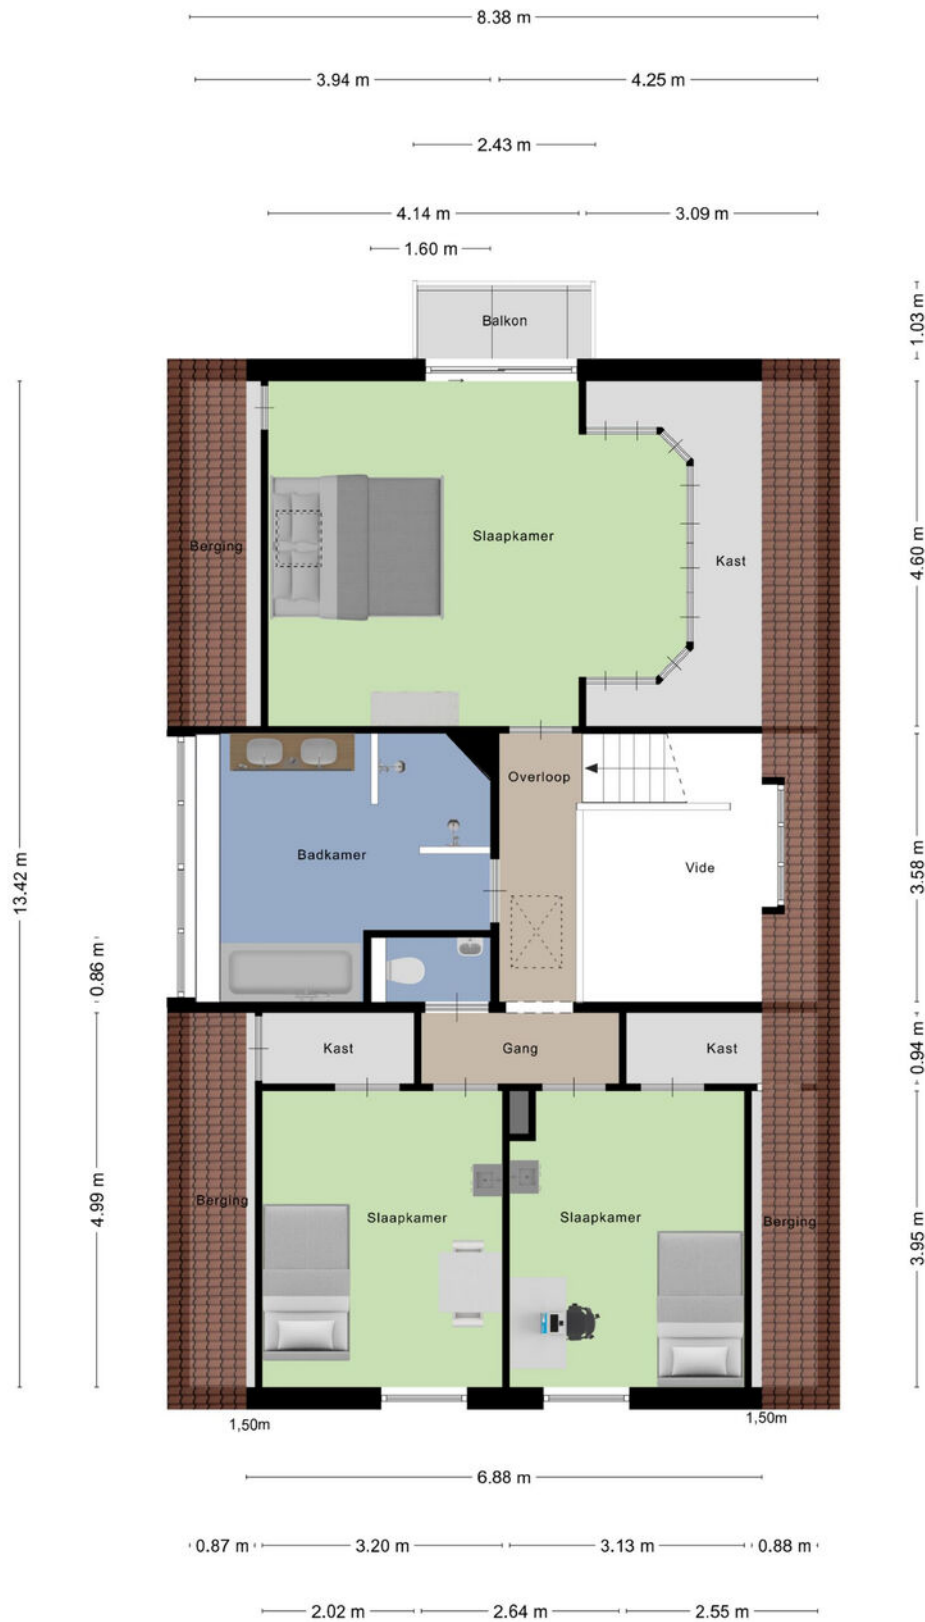 8.38 m
3.94 m
4.25 m
2.43 m
4.14 m
3.09 m
1.60 m
Balkon
1.03 m
Slaapkamer
Berging
Kast
4.60 m
Overloop
Badkamer
Vide
3.58 m
13.42 m
0.86 m
Kast
Gang
Kast
0.94 m
4.99 m
Berging
Slaapkamer
Slaapkamer
Berging
3.95 m
1,50m
1,50m
6.88 m
0.87 m
3.20 m
3.13 m
0.88 m
2.02 m
2.64 m
2.55 m